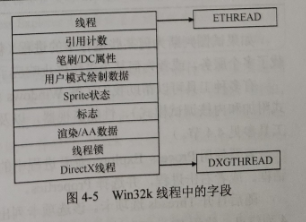 线程
ETHREAD
引用计数
笔刷/DC属性
用户模式绘制数据
Sprite状态
标志
渲染/AA数据
线程锁
DirectX线程
DXGTHREAD
图 4-5 Win32k 线程中的字段